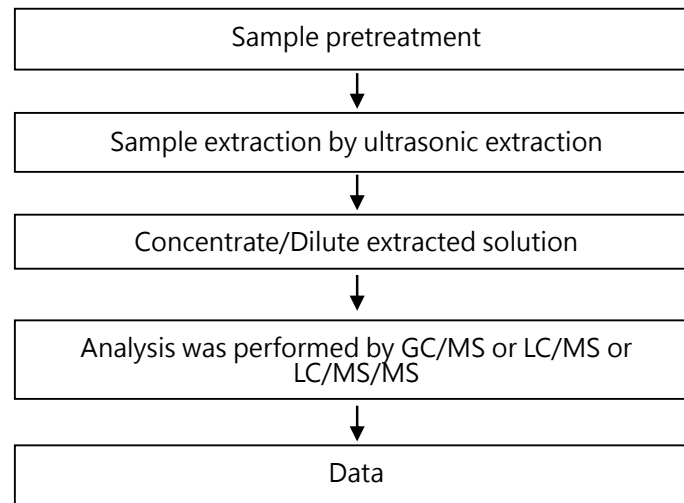 Sample pretreatment
Sample extraction by ultrasonic extraction
Concentrate/Dilute extracted solution
Analysis was performed by GC/MS or LC/MS or
LC/MS/MS
Data